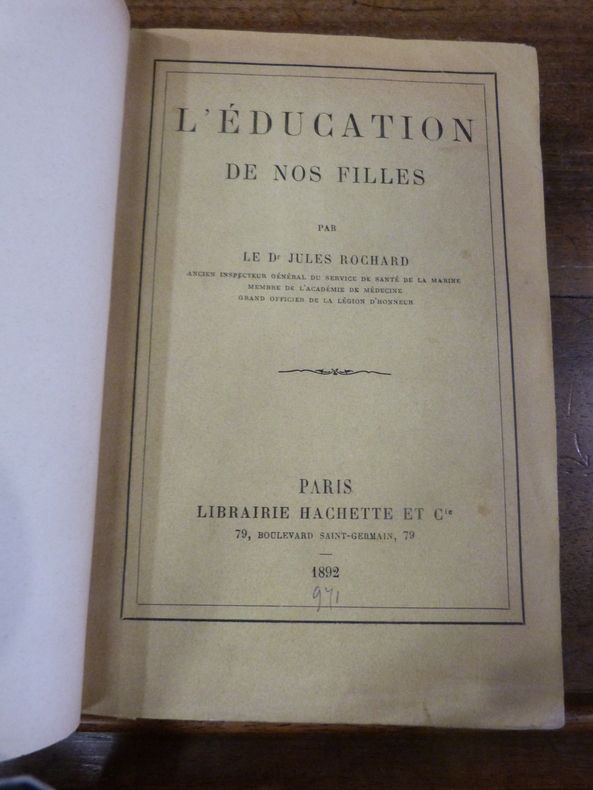 L'ÉDUCATION
DE NOS FILLES
PAR
LE Dr JULES ROCHARD
ANCIEN INSPECTEUR GÉNÉRAL DU SERVICE DE SANTÉ DE LA MARINE
MEMBRE DE L'ACADÉMIE DE MÉDECINE
GRAND OFFICIER DE LA LÉGION D'HONNEUR
PARIS
LIBRAIRIE HACHETTE ET Cie
79, BOULEVARD SAINT-GERMAIN, 79
1892
971